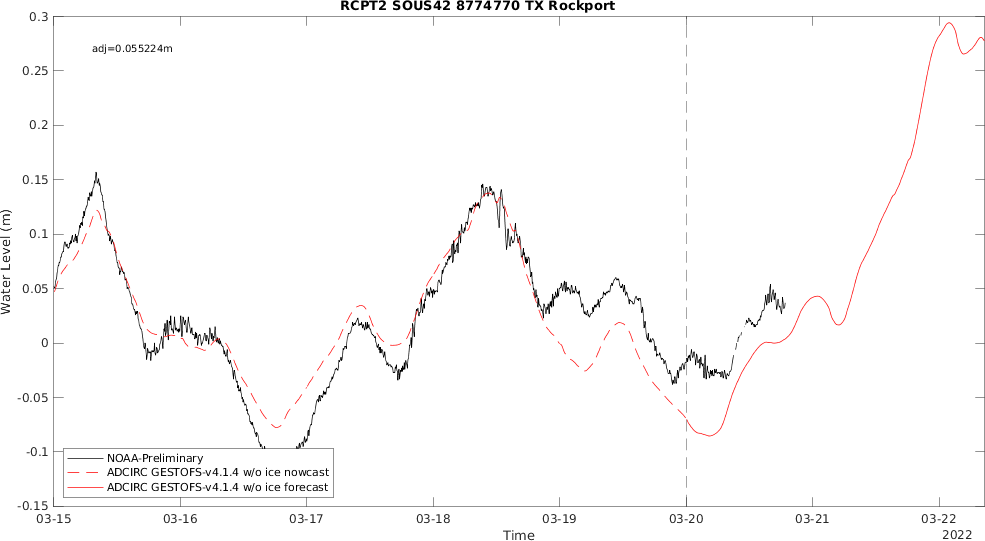 RCPT2 SOUS42 8774770 TX Rockport
adj=0.055224m
Water Level (m)
0.3
0.25
0.2
0.15
0.1
0.05
0
-0.05
-0.1
-0.15
NOAA-Preliminary
ADCIRC GESTOFS-v4.1.4 w/o ice nowcast
ADCIRC GESTOFS-v4.1.4 w/o ice forecast
03-15 03-16 03-17 03-18 03-19 03-20 03-21 03-22
Time
2022